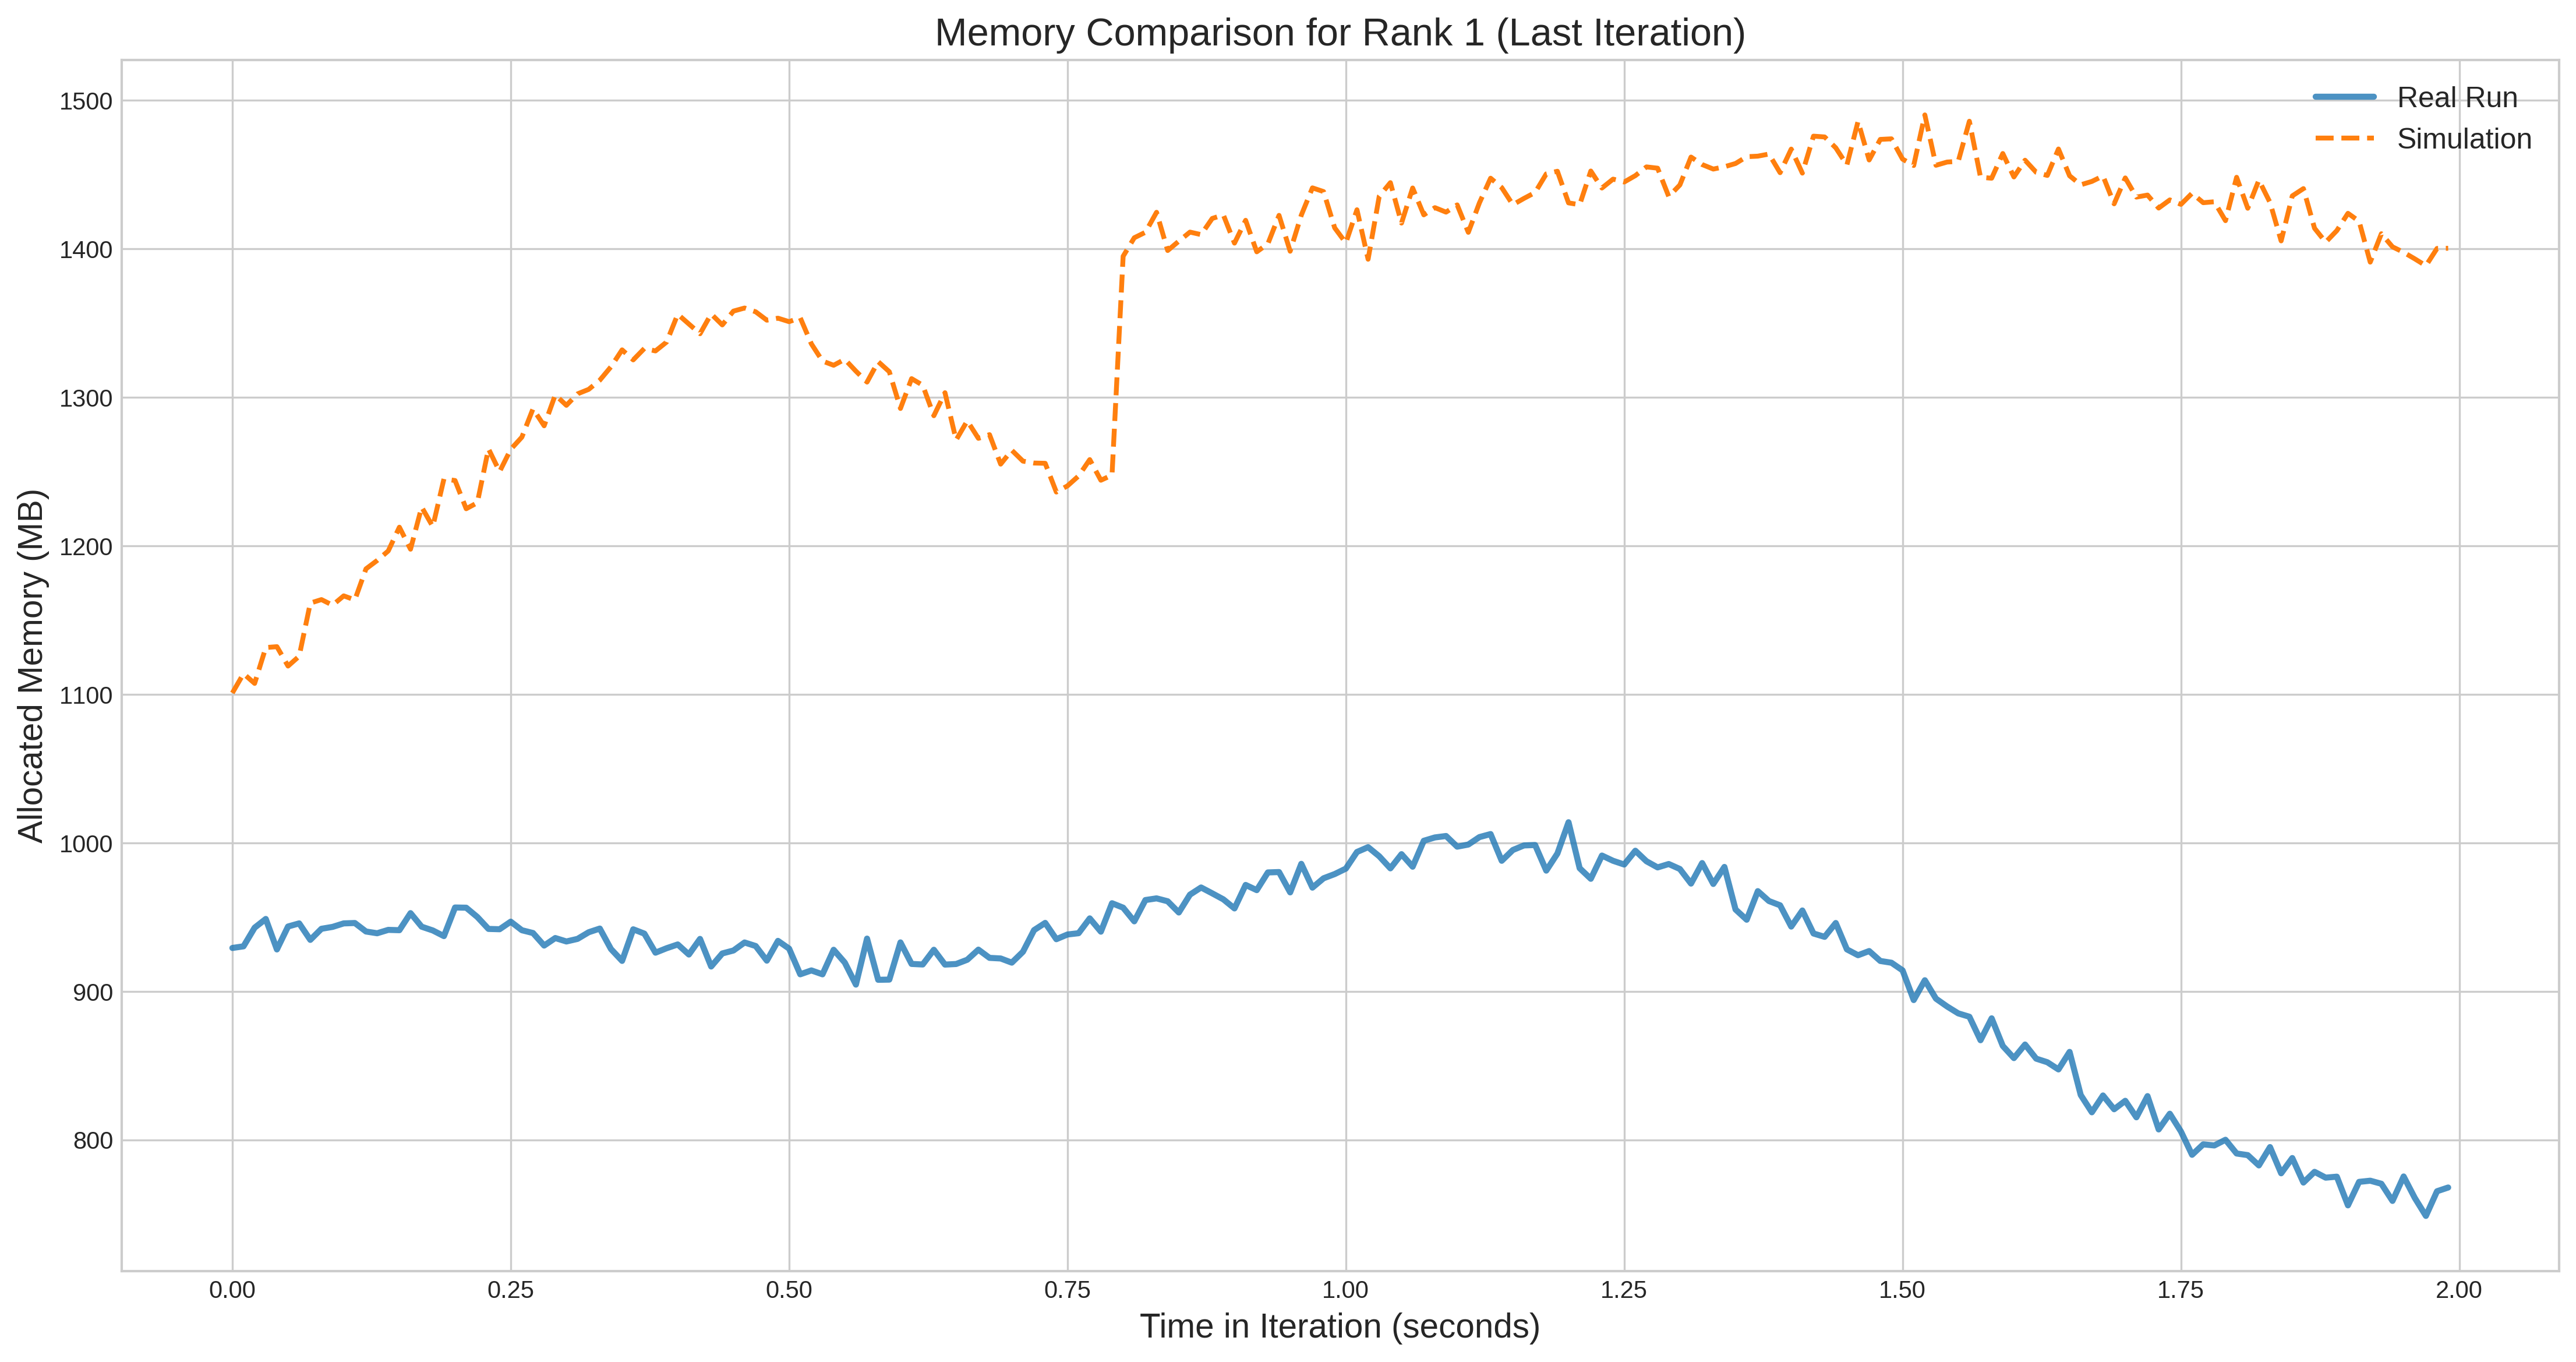 Memory Comparison for Rank 1 (Last Iteration)
Real Run
Simulation
Allocated Memory (MB)
1500
1400
1300
1200
1100
1000
900
800
0.00 0.25 0.50 0.75 1.00 1.25 1.50 1.75 2.00
Time in Iteration (seconds)